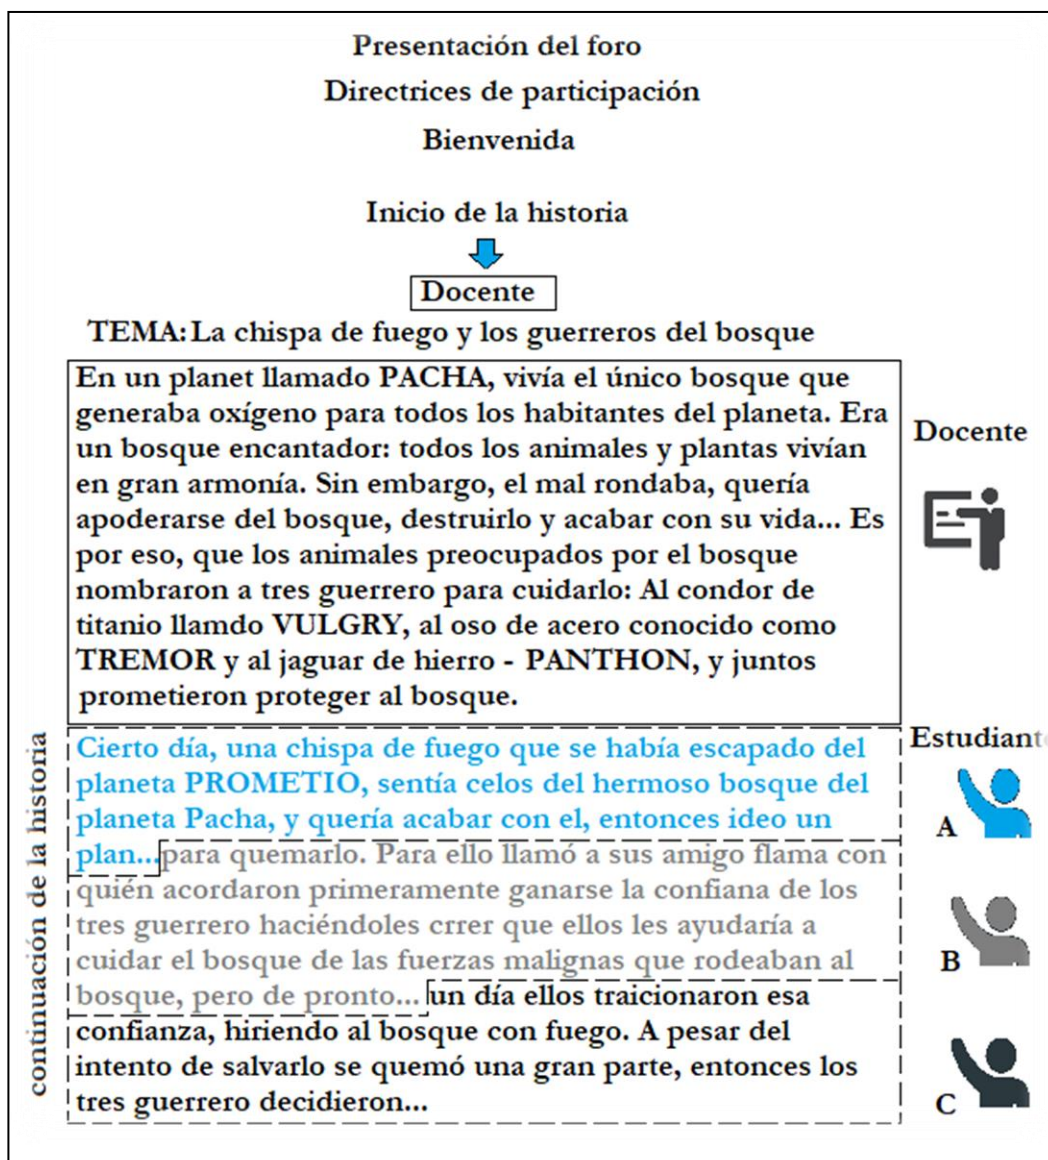 Presentación del foro
Directrices de participación
Bienvenida
Inicio de la historia
Docente
TEMA: La chispa de fuego y los guerreros del bosque
En un planet llamado PACHA, vivía el único bosque que
generaba oxígeno para todos los habitantes del planeta. Era
un bosque encantador: todos los animales y plantas vivían
en gran armonía. Sin embargo, el mal rondaba, quería
apoderarse del bosque, destruirlo y acabar con su vida... Es
por eso, que los animales preocupados por el bosque
nombraron a tres guerrero para cuidarlo: Al condor de
titanio llamdo VULGRY, al oso de acero conocido como
TREMOR y al jaguar de hierro - PANTHON, y juntos
prometieron proteger al bosque.
Docente
continuación de la historia
Cierto día, una chispa de fuego que se había escapado del
planeta PROMETIO, sentía celos del hermoso bosque del
planeta Pacha, y quería acabar con el, entonces ideo un
plan... para quemarlo. Para ello llamó a sus amigo flama con
quién acordaron primeramente ganarse la confiana de los
tres guerrero haciéndoles crrer que ellos les ayudaría a
cuidar el bosque de las fuerzas malignas que rodeaban al
bosque, pero de pronto... un día ellos traicionaron esa
confianza, hiriendo al bosque con fuego. A pesar del
intento de salvarlo se quemó una gran parte, entonces los
tres guerrero decidieron...
Estudiante
A
B
C